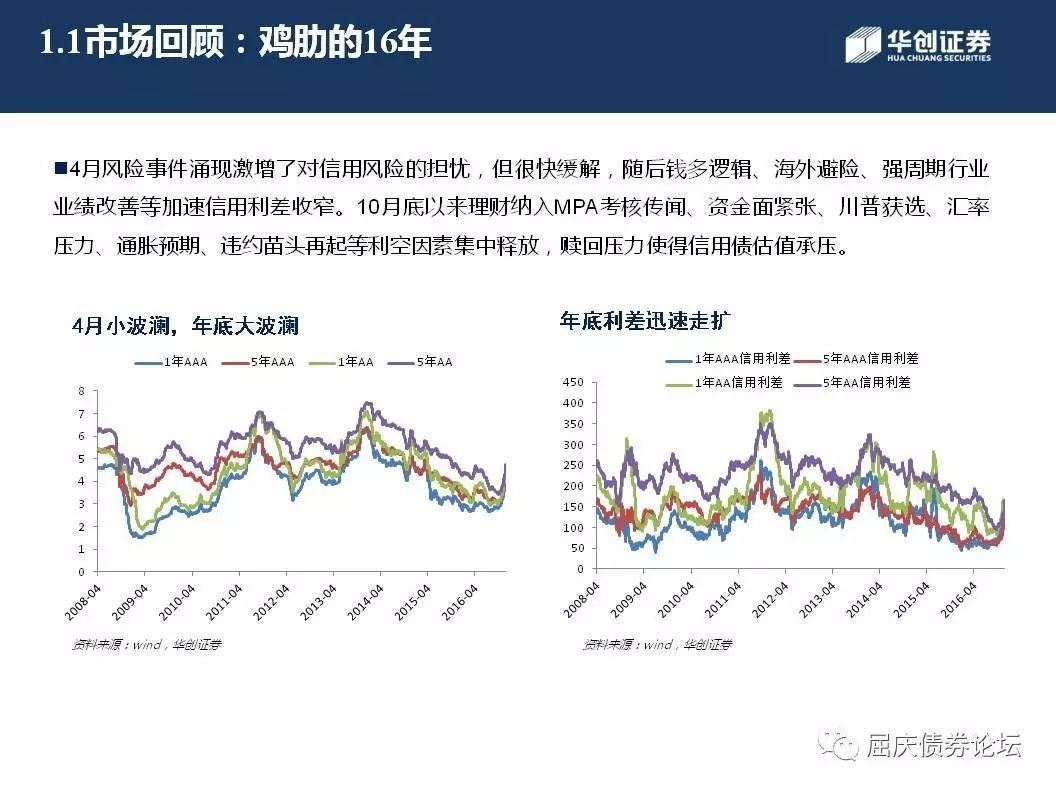 1.1市场回顾：鸡肋的16年
华创证券
HUA CHUANG SECURITIES
■4月风险事件涌现激增了对信用风险的担忧，但很快缓解，随后钱多逻辑、海外避险、强周期行业
业绩改善等加速信用利差收窄。10月底以来理财纳入MPA考核传闻、资金面紧张、川普获选、汇率
压力、通胀预期、违约苗头再起等利空因素集中释放，赎回压力使得信用债估值承压。
4月小波澜，年底大波澜
1年AAA 5年AAA 1年AA 5年AA
8
7
6
5
4
3
2
1
0
2008-04 2009-04 2010-04 2011-04 2012-04 2013-04 2014-04 2015-04 2016-04
资料来源：wind，华创证券
年底利差迅速走扩
1年AAA信用利差 5年AAA信用利差
1年AA信用利差 5年AA信用利差
450
400
350
300
250
200
150
100
50
0
2008-04 2009-04 2010-04 2011-04 2012-04 2013-04 2014-04 2015-04 2016-04
资料来源：wind，华创证券
屈庆债券论坛